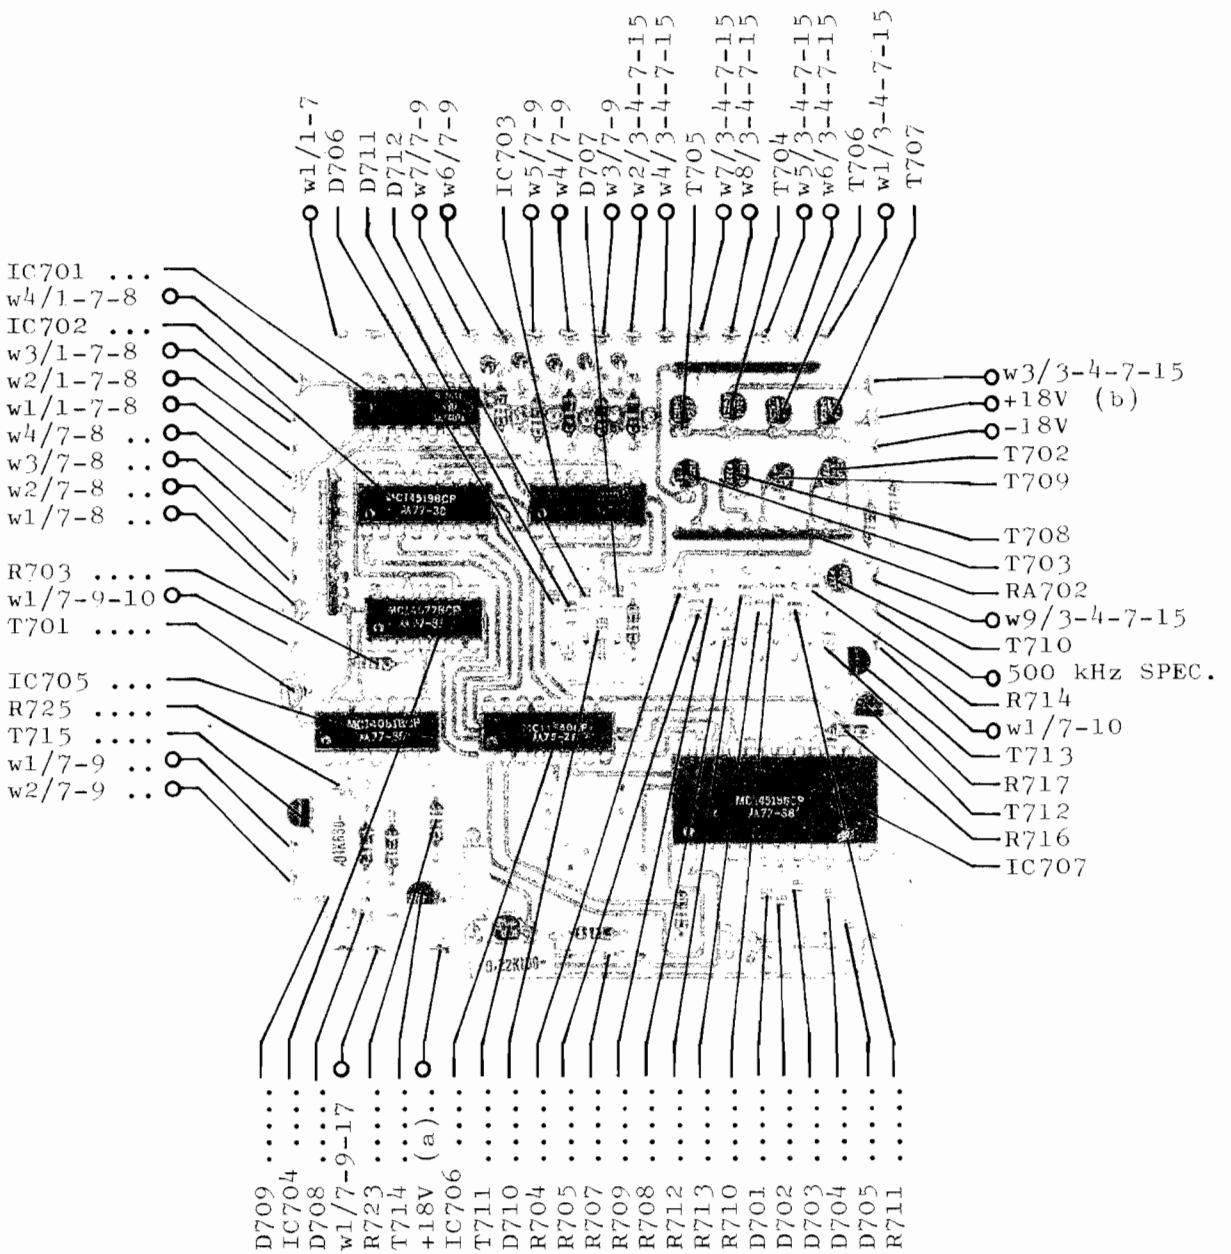 w1/1-7
D706
D711
D712
w7/7-9
w6/7-9
IC703
w5/7-9
w4/7-9
D707
w3/7-9
w2/3-4-7-15
w4/3-4-7-15
T705
w7/3-4-7-15
w8/3-4-7-15
T704
w5/3-4-7-15
w6/3-4-7-15
T706
w1/3-4-7-15
T707
IC701 ...
w4/1-7-8
IC702 ...
w3/1-7-8
w2/1-7-8
w1/1-7-8
w4/7-8 ..
w3/7-8 ..
w2/7-8 ..
w1/7-8 ..
R703 ....
w1/7-9-10
T701 ....
IC705 ...
R725 ....
T715 ....
w1/7-9 ..
w2/7-9 ..
MC14519BCP
MC14519BCP
w3/3-4-7-15
+18V (b)
-18V
T702
T709
T708
T703
RA702
w9/3-4-7-15
T710
500 kHz SPEC.
R714
w1/7-10
T713
R717
T712
R716
IC707
D709 .....
IC704 ....
D708 .....
w1/7-9-17
R723 .....
T714 .....
+18V (a)..
IC706 ....
T711 .....
D710 .....
R704 .....
R705 .....
R707 .....
R709 .....
R708 .....
R712 .....
R713 .....
R710 .....
D701 .....
D702 .....
D703 .....
D704 .....
D705 .....
R711 .....